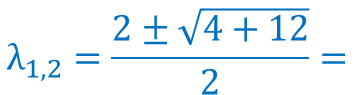 λ₁,₂ = (2 ± √(4 + 12)) / 2 =